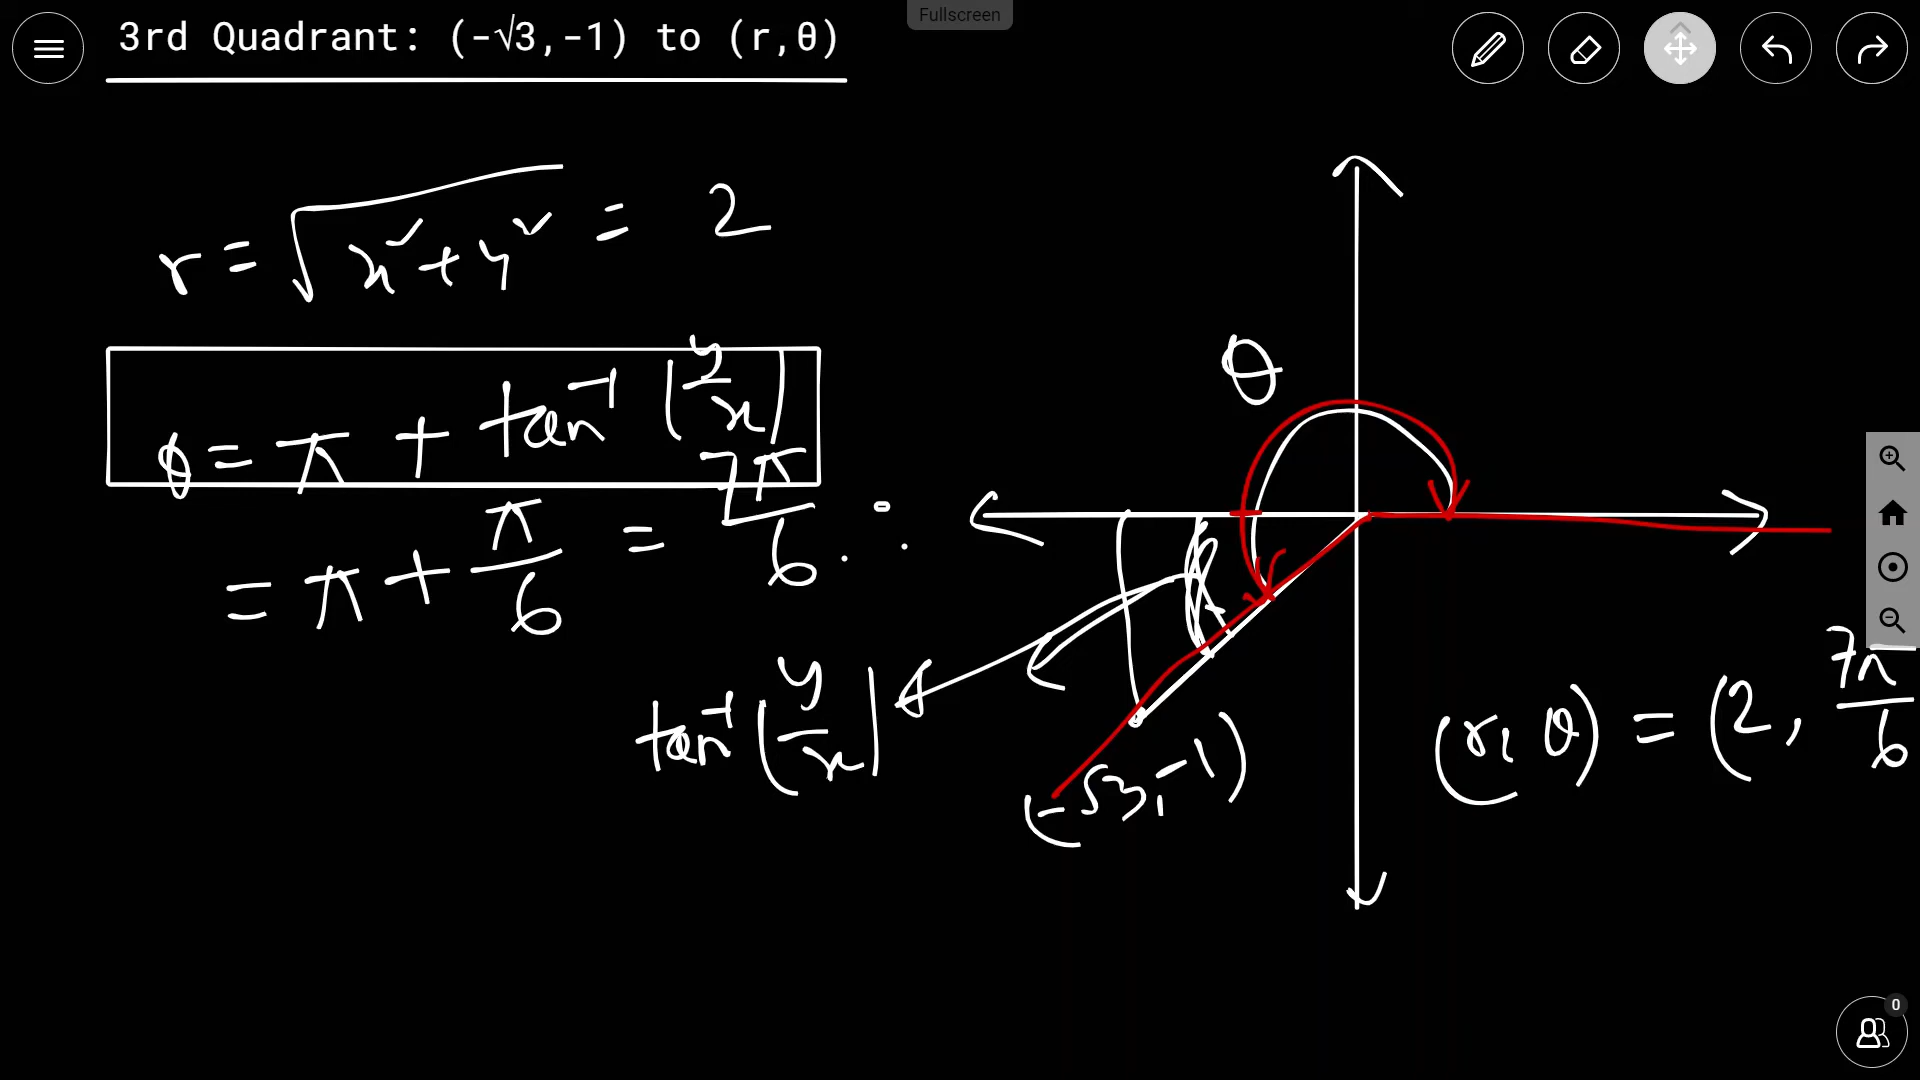 Fullscreen
3rd Quadrant: (-√3,-1) to (r,θ)
r = √x²+y² = 2
θ = π + tan⁻¹(y/x)
= π + π/6 = 7π/6
θ
tan⁻¹(y/x)
(-√3,-1)
(r, θ) = (2, 7π/6
0